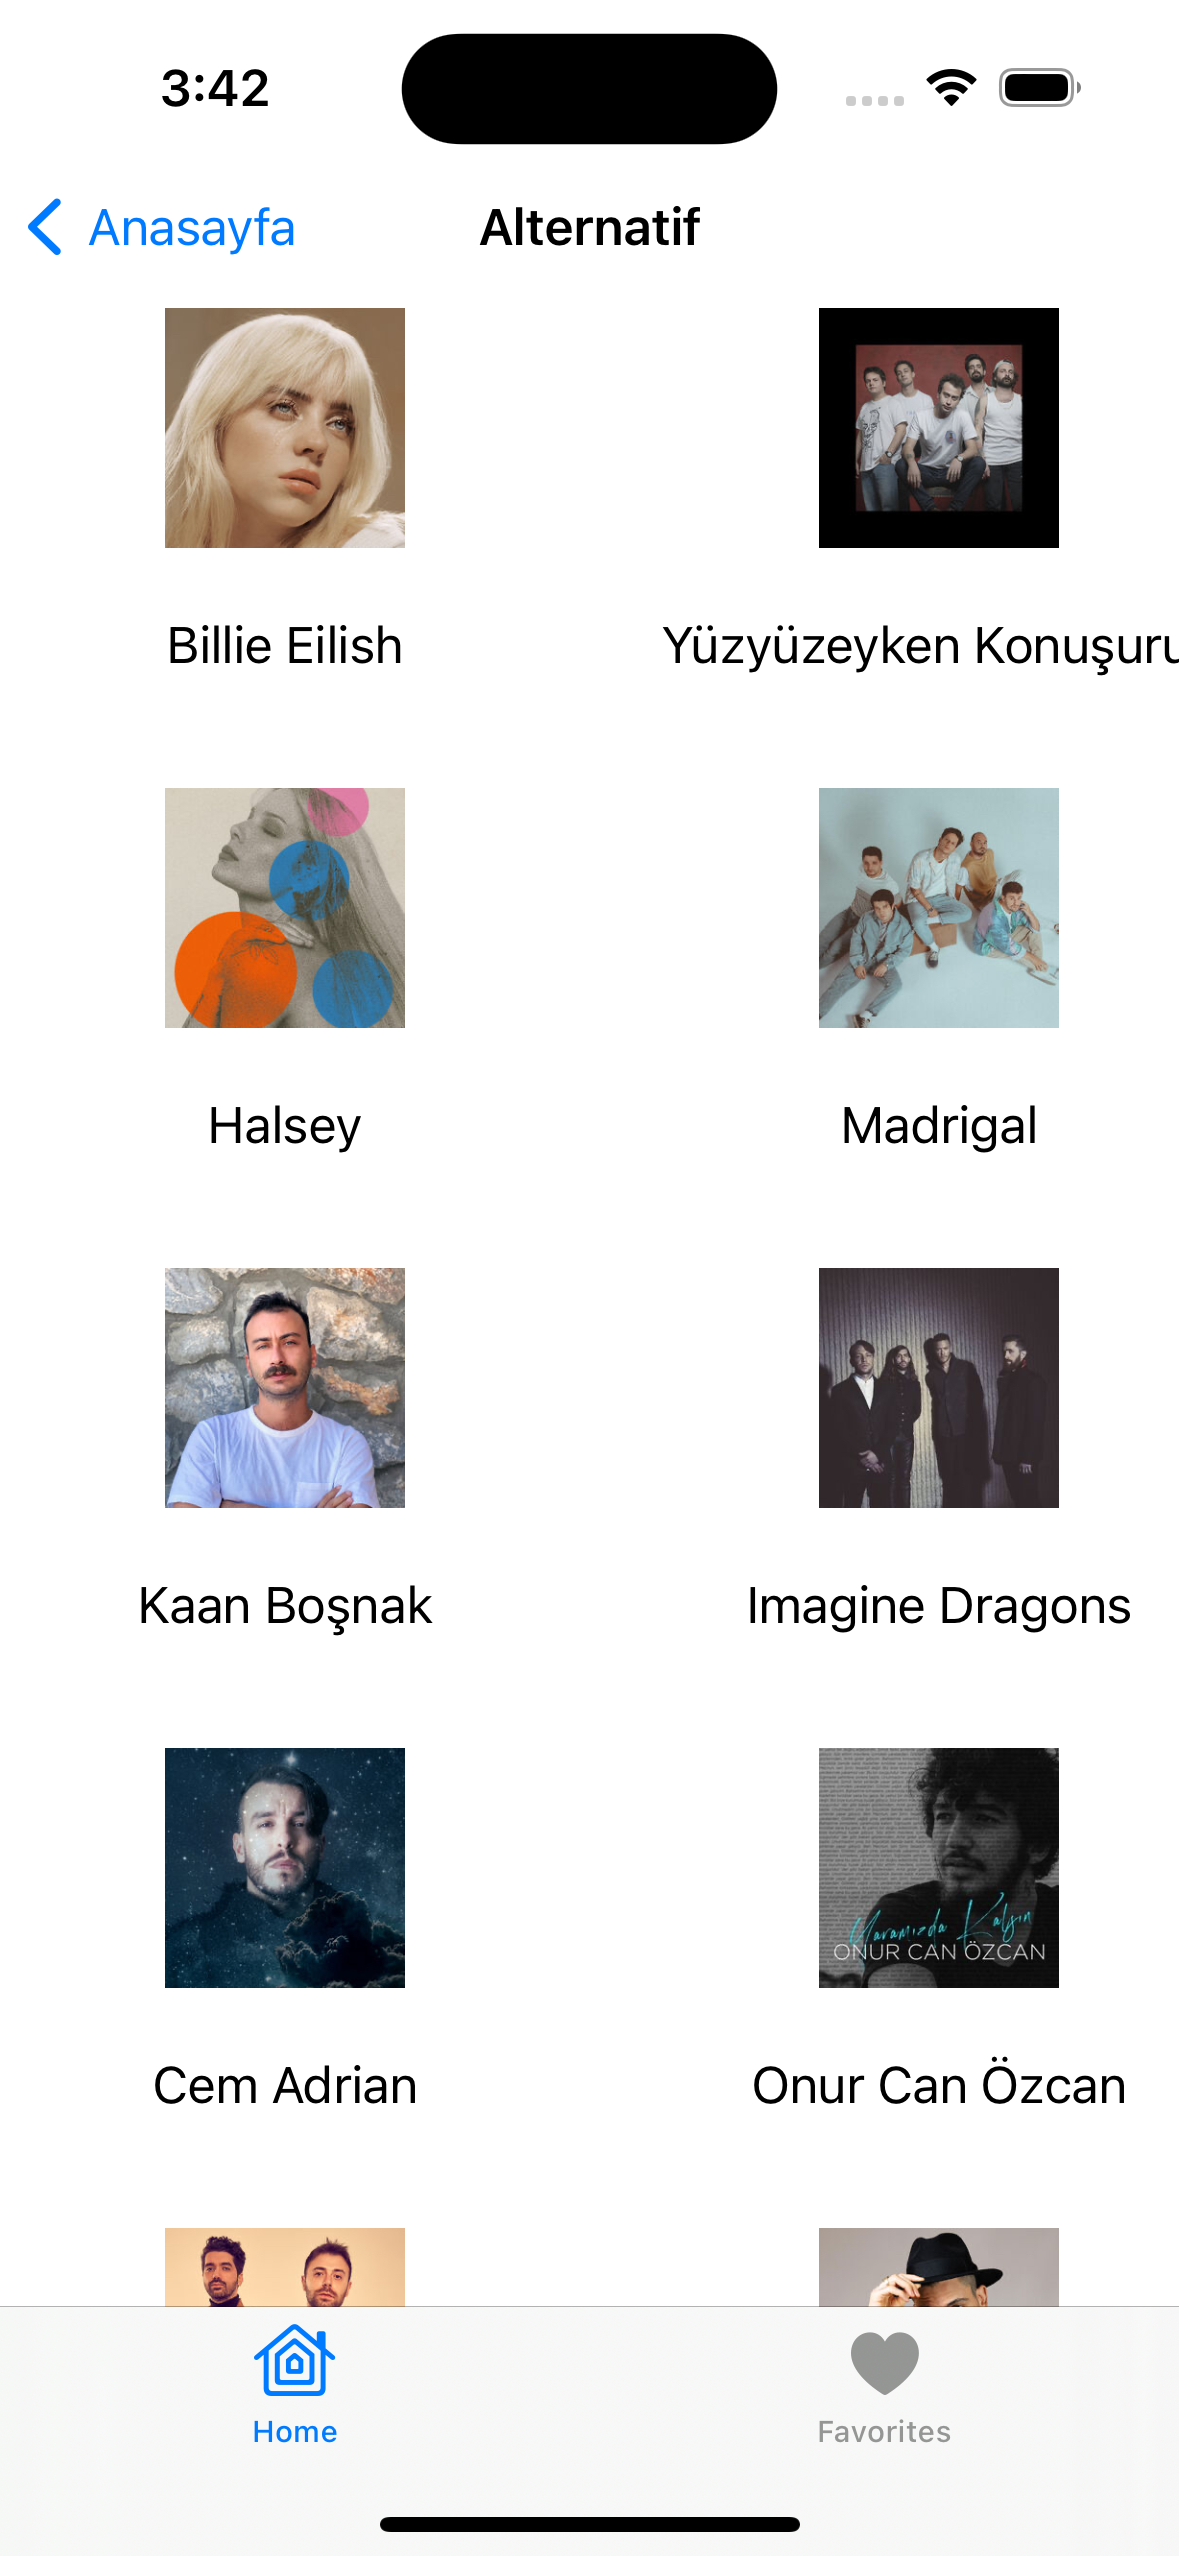 3:42
Anasayfa
Alternatif
Billie Eilish
Yüzyüzeyken Konuşuru
Halsey
Madrigal
Kaan Boşnak
Imagine Dragons
Yaramızda Kalsın
ONUR CAN ÖZCAN
Cem Adrian
Onur Can Özcan
Home
Favorites